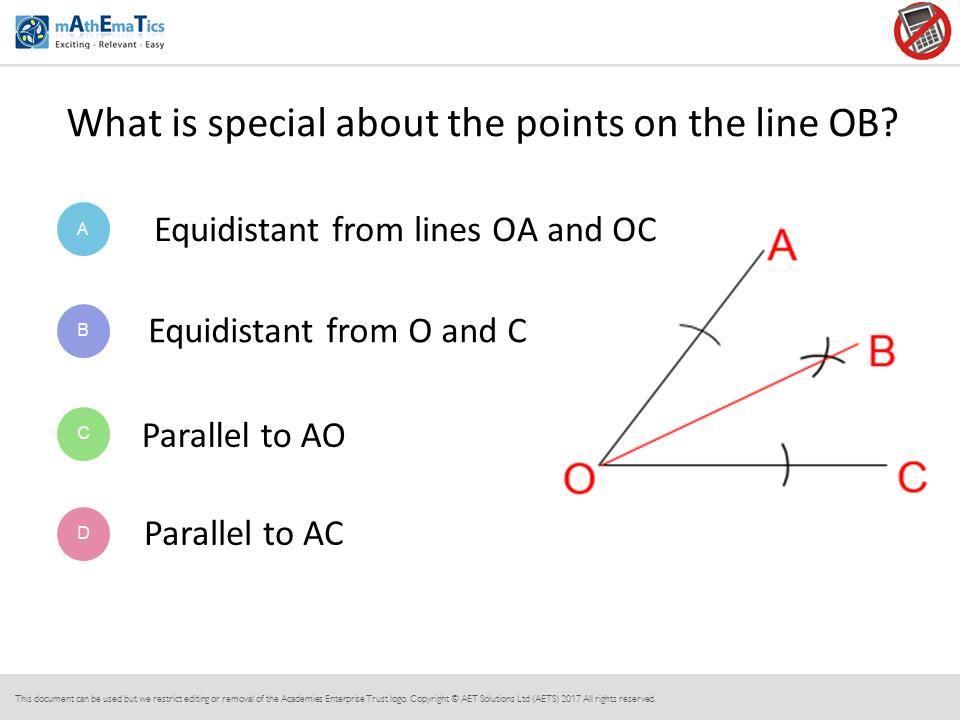 mAthEmaTics
Exciting · Relevant · Easy
What is special about the points on the line OB?
A
Equidistant from lines OA and OC
B
Equidistant from O and C
C
Parallel to AO
D
Parallel to AC
A
B
O
C
This document can be used but we restrict editing or removal of the Academies Enterprise Trust logo. Copyright © AET Solutions Ltd (AETS) 2017 All rights reserved.